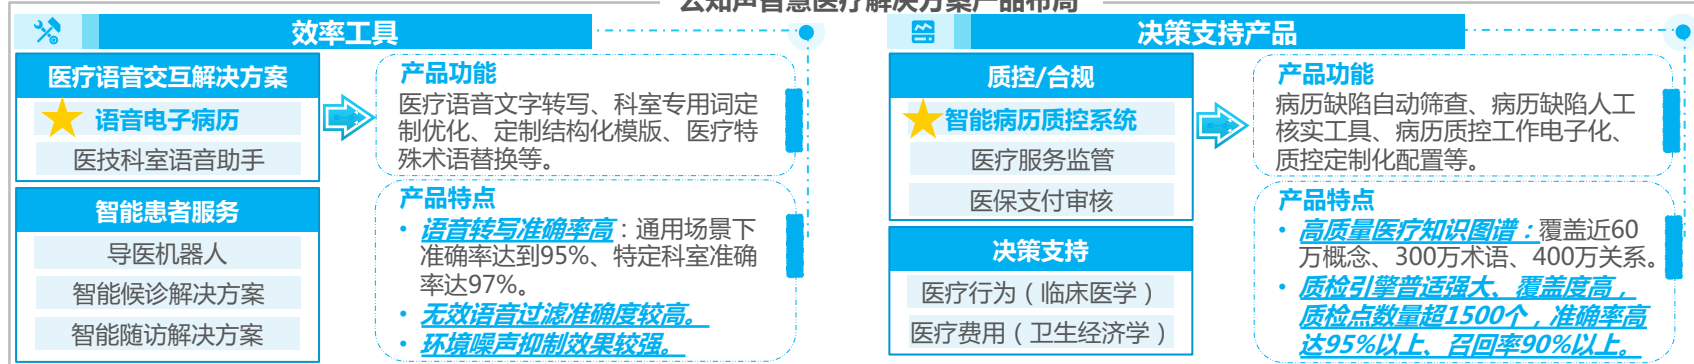 云知声智慧医疗解决方案产品布局
效率工具
医疗语音交互解决方案
语音电子病历
医技科室语音助手
智能患者服务
导医机器人
智能候诊解决方案
智能随访解决方案
产品功能
医疗语音文字转写、科室专用词定
制优化、定制结构化模版、医疗特
殊术语替换等。
产品特点
• 语音转写准确率高：通用场景下
准确率达到95%、特定科室准确
率达97%。
• 无效语音过滤准确度较高。
• 环境噪声抑制效果较强。
决策支持产品
质控/合规
智能病历质控系统
医疗服务监管
医保支付审核
决策支持
医疗行为（临床医学）
医疗费用（卫生经济学）
产品功能
病历缺陷自动筛查、病历缺陷人工
核实工具、病历质控工作电子化、
质控定制化配置等。
产品特点
• 高质量医疗知识图谱：覆盖近60
万概念、300万术语、400万关系。
• 质检引擎普适强大、覆盖度高，
质检点数量超1500个，准确率高
达95%以上、召回率90%以上。